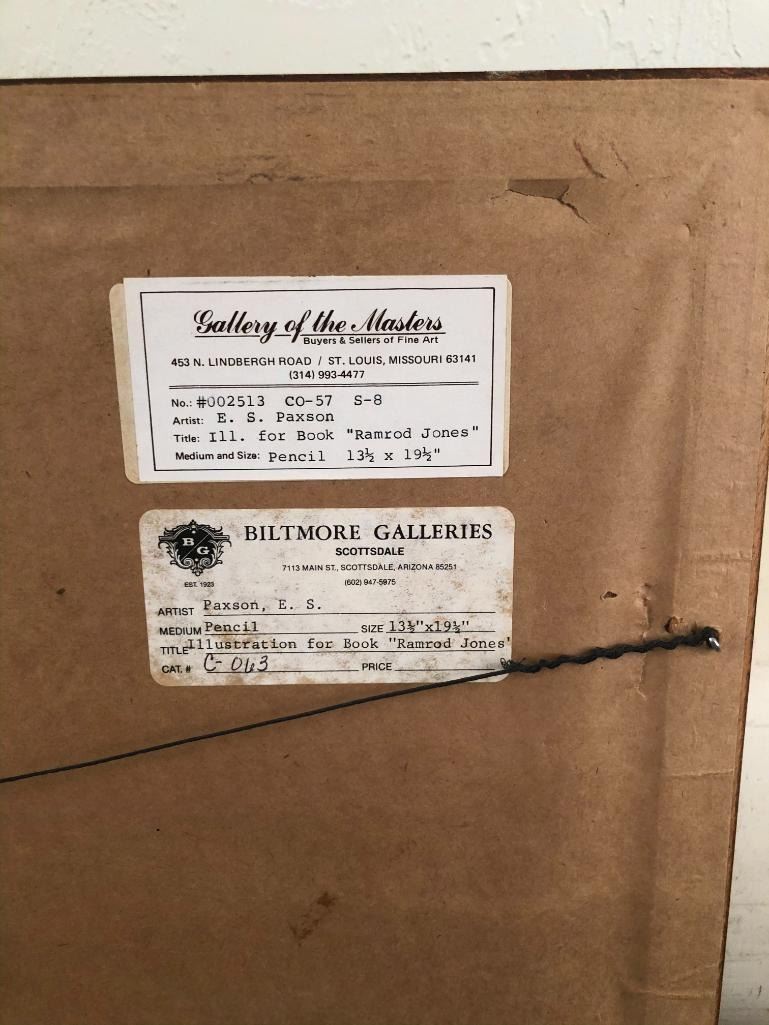 Gallery of the Masters
Buyers & Sellers of Fine Art
453 N. LINDBERGH ROAD / ST. LOUIS, MISSOURI 63141
(314) 993-4477
No.: #002513 CO-57 S-8
Artist: E. S. Paxson
Title: Ill. for Book "Ramrod Jones"
Medium and Size: Pencil 13½ x 19½"
BG
EST. 1923
BILTMORE GALLERIES
SCOTTSDALE
7113 MAIN ST., SCOTTSDALE, ARIZONA 85251
(602) 947-5975
ARTIST Paxson, E. S.
MEDIUM Pencil SIZE 13½"x19½"
TITLE Illustration for Book "Ramrod Jones'
CAT. # C-063 PRICE